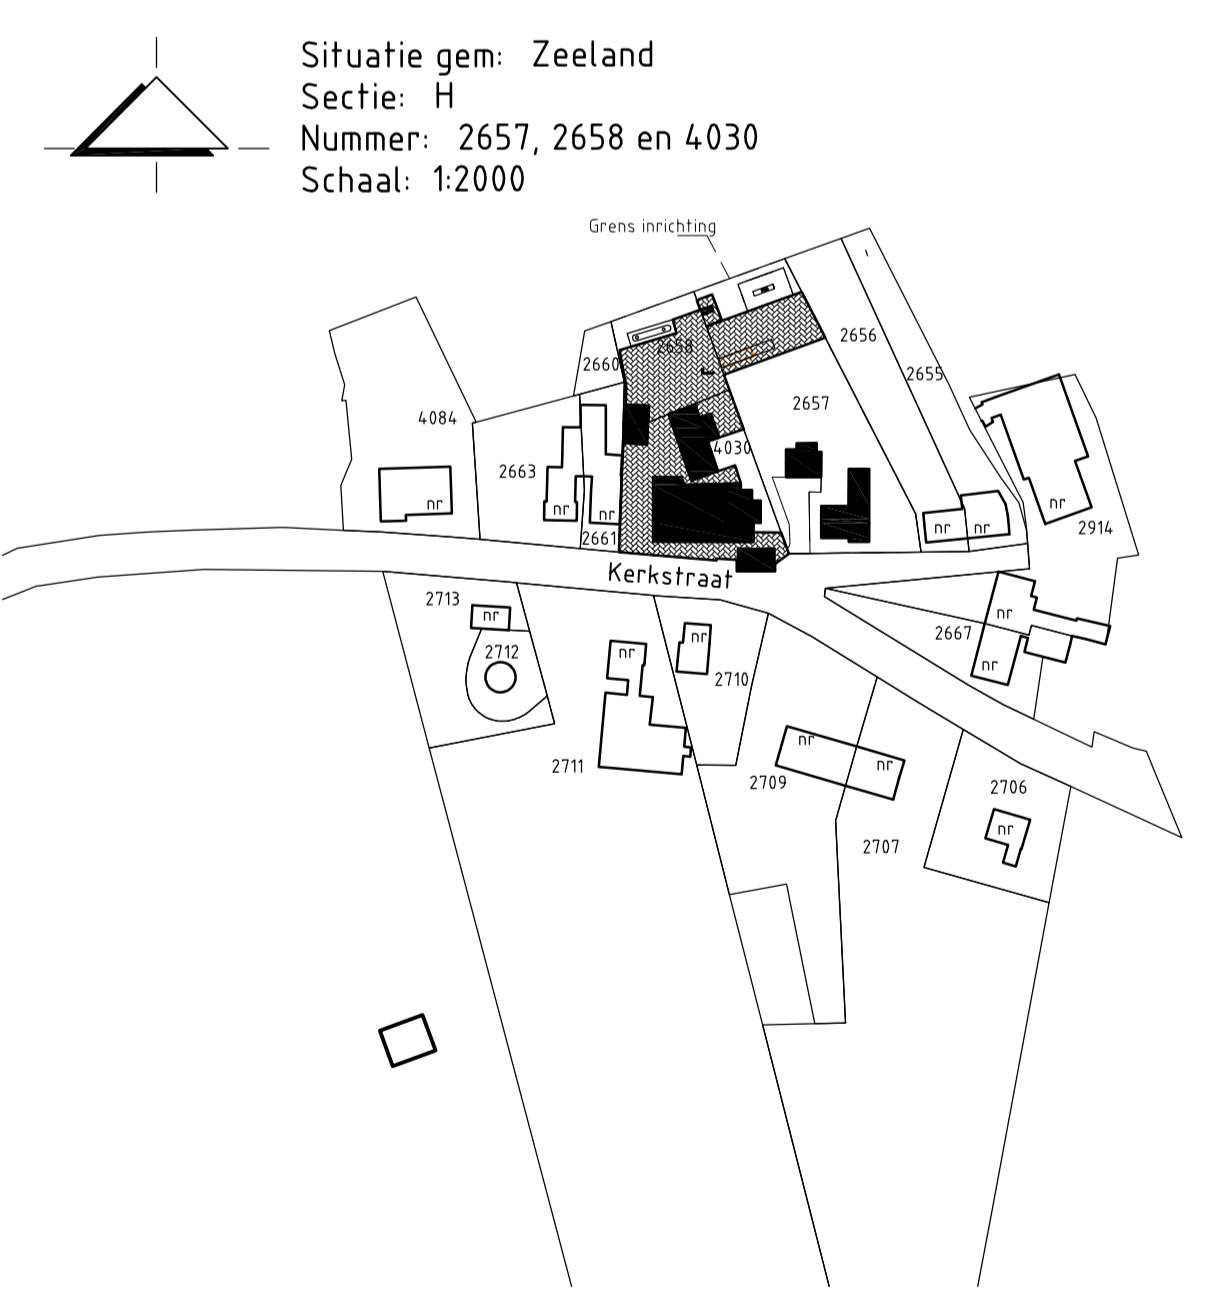 Situatie gem: Zeeland
Sectie: H
Nummer: 2657, 2658 en 4030
Schaal: 1:2000
Grens inrichting
2656
2658
2660
2655
2657
4084
4030
2663
nr
nr
nr
nr
nr
nr
2914
2661
Kerkstraat
2713
nr
nr
2667
nr
nr
nr
2712
nr
2710
2711
nr
nr
2709
2706
nr
2707